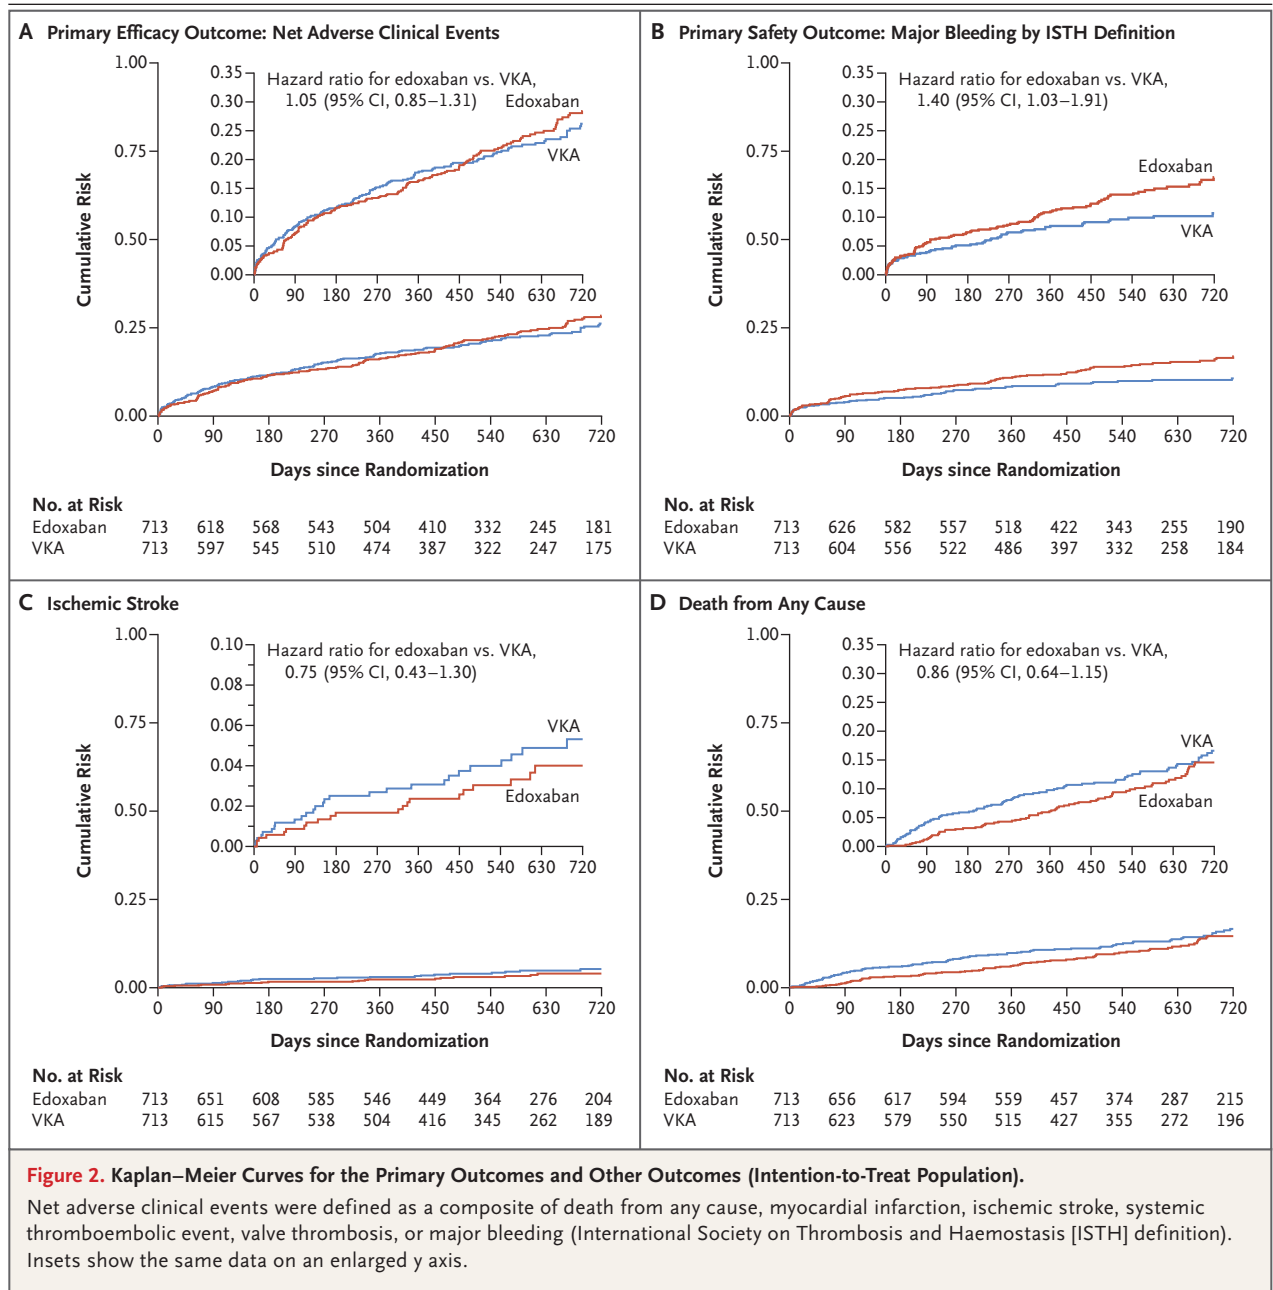 A Primary Efficacy Outcome: Net Adverse Clinical Events
1.00
0.75
0.50
0.25
0.00
Cumulative Risk
0.35
0.30
0.25
0.20
0.15
0.10
0.05
0.00
Hazard ratio for edoxaban vs. VKA,
1.05 (95% CI, 0.85–1.31)
Edoxaban
VKA
0 90 180 270 360 450 540 630 720
0 90 180 270 360 450 540 630 720
Days since Randomization
No. at Risk
Edoxaban 713 618 568 543 504 410 332 245 181
VKA 713 597 545 510 474 387 322 247 175
B Primary Safety Outcome: Major Bleeding by ISTH Definition
1.00
0.75
0.50
0.25
0.00
Cumulative Risk
0.35
0.30
0.25
0.20
0.15
0.10
0.05
0.00
Hazard ratio for edoxaban vs. VKA,
1.40 (95% CI, 1.03–1.91)
Edoxaban
VKA
0 90 180 270 360 450 540 630 720
0 90 180 270 360 450 540 630 720
Days since Randomization
No. at Risk
Edoxaban 713 626 582 557 518 422 343 255 190
VKA 713 604 556 522 486 397 332 258 184
C Ischemic Stroke
1.00
0.75
0.50
0.25
0.00
Cumulative Risk
0.10
0.08
0.06
0.04
0.02
0.00
Hazard ratio for edoxaban vs. VKA,
0.75 (95% CI, 0.43–1.30)
VKA
Edoxaban
0 90 180 270 360 450 540 630 720
0 90 180 270 360 450 540 630 720
Days since Randomization
No. at Risk
Edoxaban 713 651 608 585 546 449 364 276 204
VKA 713 615 567 538 504 416 345 262 189
D Death from Any Cause
1.00
0.75
0.50
0.25
0.00
Cumulative Risk
0.35
0.30
0.25
0.20
0.15
0.10
0.05
0.00
Hazard ratio for edoxaban vs. VKA,
0.86 (95% CI, 0.64–1.15)
VKA
Edoxaban
0 90 180 270 360 450 540 630 720
0 90 180 270 360 450 540 630 720
Days since Randomization
No. at Risk
Edoxaban 713 656 617 594 559 457 374 287 215
VKA 713 623 579 550 515 427 355 272 196
Figure 2. Kaplan–Meier Curves for the Primary Outcomes and Other Outcomes (Intention-to-Treat Population).
Net adverse clinical events were defined as a composite of death from any cause, myocardial infarction, ischemic stroke, systemic
thromboembolic event, valve thrombosis, or major bleeding (International Society on Thrombosis and Haemostasis [ISTH] definition).
Insets show the same data on an enlarged y axis.